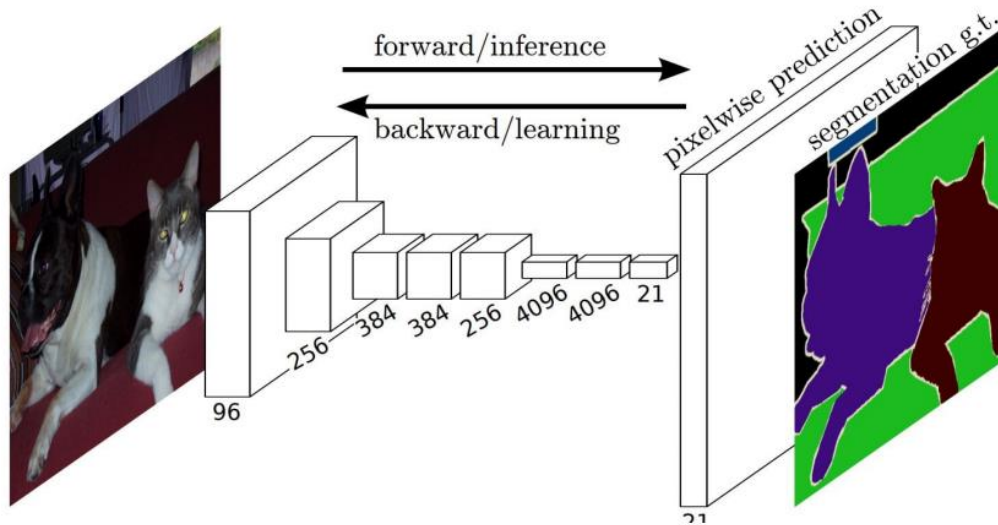 forward/inference
backward/learning
pixelwise prediction
segmentation g.t.
96
256
384
384
256
4096
4096
21
21